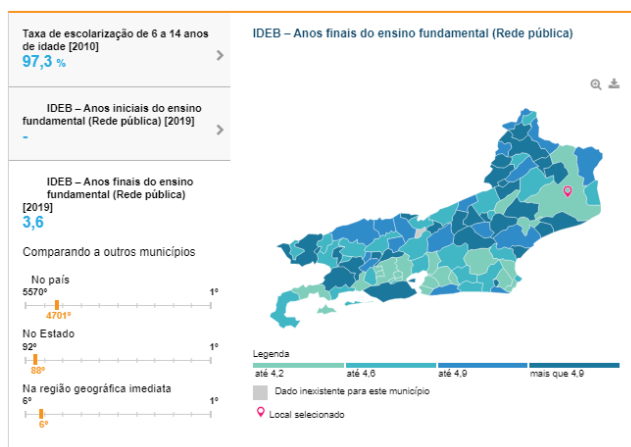 Taxa de escolarização de 6 a 14 anos
de idade [2010]
97,3 %
IDEB – Anos iniciais do ensino
fundamental (Rede pública) [2019]
-
IDEB – Anos finais do ensino
fundamental (Rede pública)
[2019]
3,6
Comparando a outros municípios
No país
5570º 1º
4701º
No Estado
92º 1º
88º
Na região geográfica imediata
6º 1º
6º
IDEB – Anos finais do ensino fundamental (Rede pública)
Legenda
até 4,2 até 4,6 até 4,9 mais que 4,9
Dado inexistente para este município
Local selecionado